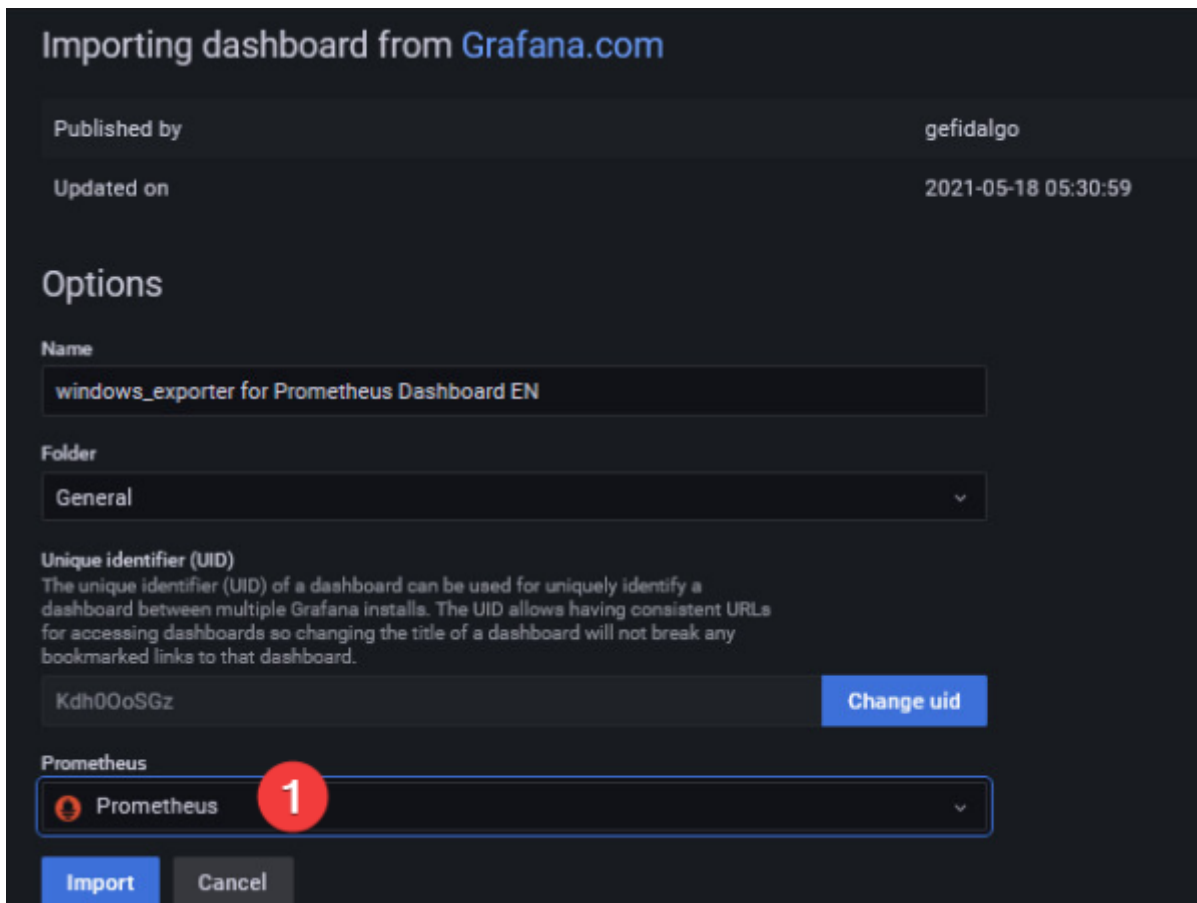 Importing dashboard from Grafana.com
Published by gefidalgo
Updated on 2021-05-18 05:30:59
Options
Name
windows_exporter for Prometheus Dashboard EN
Folder
General
Unique identifier (UID)
The unique identifier (UID) of a dashboard can be used for uniquely identify a
dashboard between multiple Grafana installs. The UID allows having consistent URLs
for accessing dashboards so changing the title of a dashboard will not break any
bookmarked links to that dashboard.
Kdh0OoSGz Change uid
Prometheus
Prometheus 1
Import Cancel